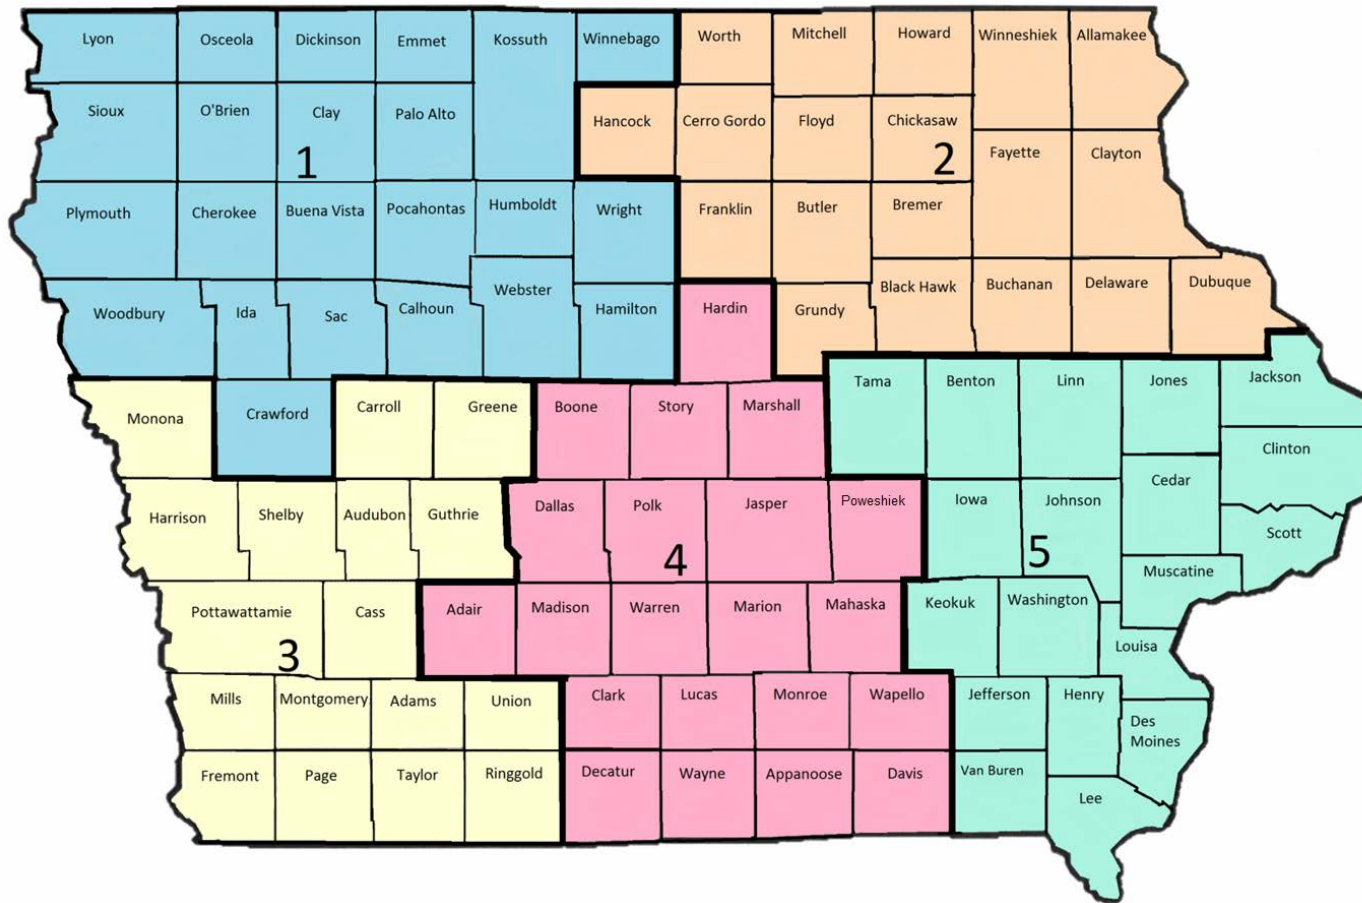 Lyon
Osceola
Dickinson
Emmet
Kossuth
Winnebago
Worth
Mitchell
Howard
Winneshiek
Allamakee
Sioux
O'Brien
Clay
Palo Alto
Hancock
Cerro Gordo
Floyd
Chickasaw
1
2
Fayette
Clayton
Plymouth
Cherokee
Buena Vista
Pocahontas
Humboldt
Wright
Franklin
Butler
Bremer
Woodbury
Ida
Sac
Calhoun
Webster
Hamilton
Hardin
Grundy
Black Hawk
Buchanan
Delaware
Dubuque
Monona
Crawford
Carroll
Greene
Boone
Story
Marshall
Tama
Benton
Linn
Jones
Jackson
Clinton
Harrison
Shelby
Audubon
Guthrie
Dallas
Polk
Jasper
Poweshiek
Iowa
Johnson
Cedar
Scott
4
5
Muscatine
Pottawattamie
Cass
Adair
Madison
Warren
Marion
Mahaska
Keokuk
Washington
Louisa
3
Mills
Montgomery
Adams
Union
Clark
Lucas
Monroe
Wapello
Jefferson
Henry
Des
Moines
Fremont
Page
Taylor
Ringgold
Decatur
Wayne
Appanoose
Davis
Van Buren
Lee